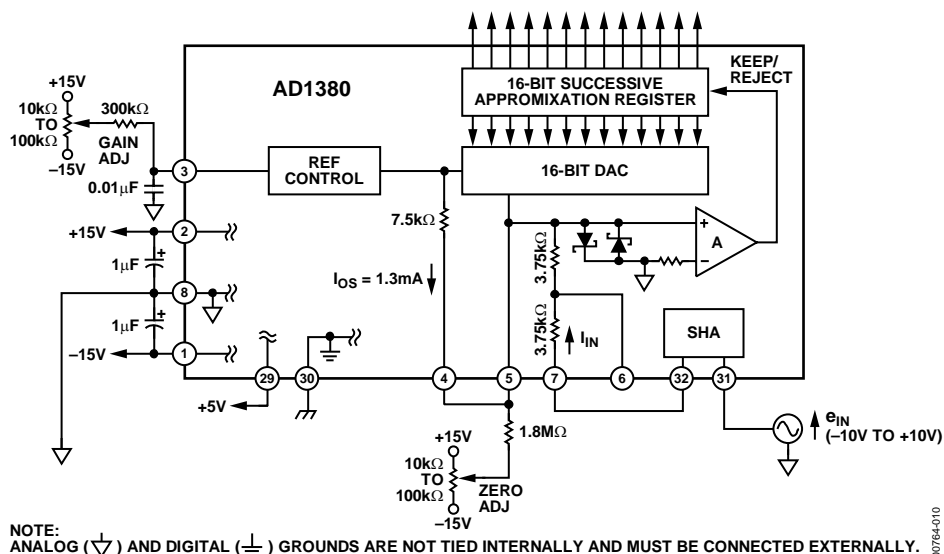 AD1380
KEEP/
REJECT
16-BIT SUCCESSIVE
APPROMIXATION REGISTER
+15V
10kΩ
TO
100kΩ
–15V
300kΩ
GAIN
ADJ
3
REF
CONTROL
16-BIT DAC
0.01µF
7.5kΩ
+15V
2
+
–
A
1µF
+
3.75kΩ
IOS = 1.3mA
8
1µF
+
3.75kΩ
IIN
SHA
–15V
1
29
30
4
5
7
6
32
31
+5V
1.8MΩ
eIN
(–10V TO +10V)
+15V
10kΩ
TO
100kΩ
–15V
ZERO
ADJ
NOTE:
ANALOG ( ) AND DIGITAL ( ) GROUNDS ARE NOT TIED INTERNALLY AND MUST BE CONNECTED EXTERNALLY.
7764-010